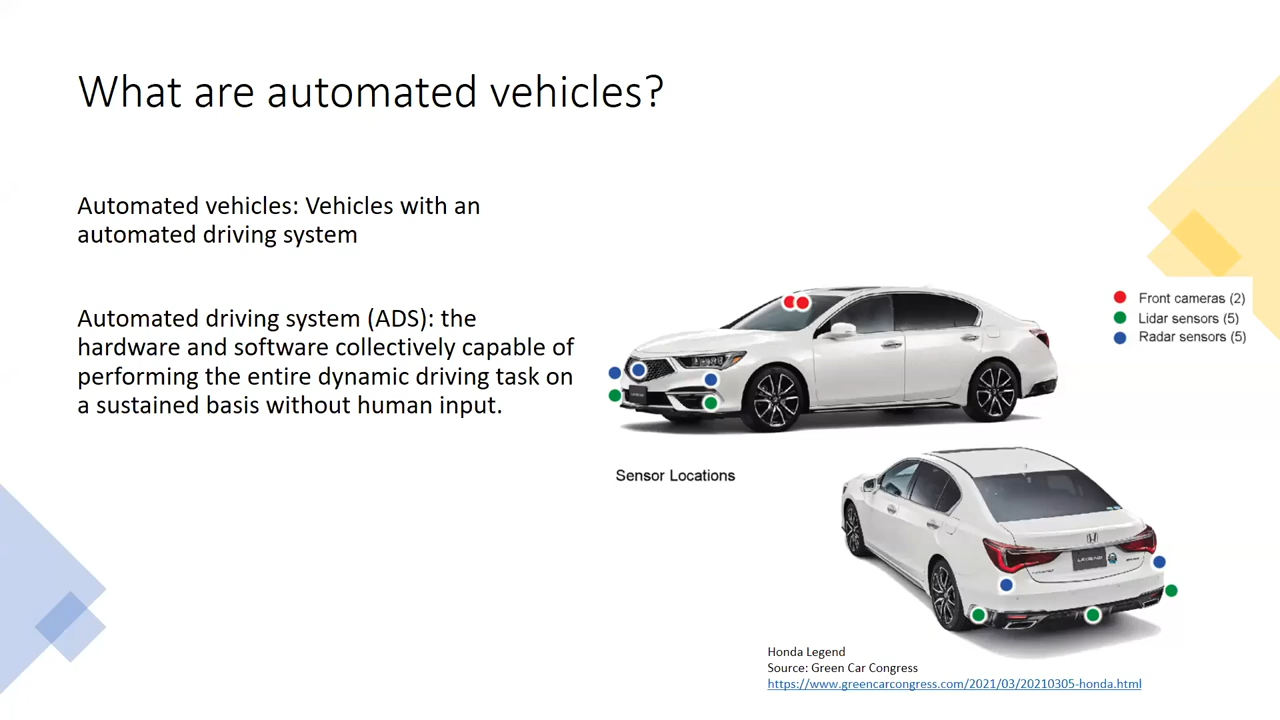 What are automated vehicles?
Automated vehicles: Vehicles with an
automated driving system
Automated driving system (ADS): the
hardware and software collectively capable of
performing the entire dynamic driving task on
a sustained basis without human input.
Front cameras (2)
Lidar sensors (5)
Radar sensors (5)
Sensor Locations
LEGEND
Honda Legend
Source: Green Car Congress
https://www.greencarcongress.com/2021/03/20210305-honda.html